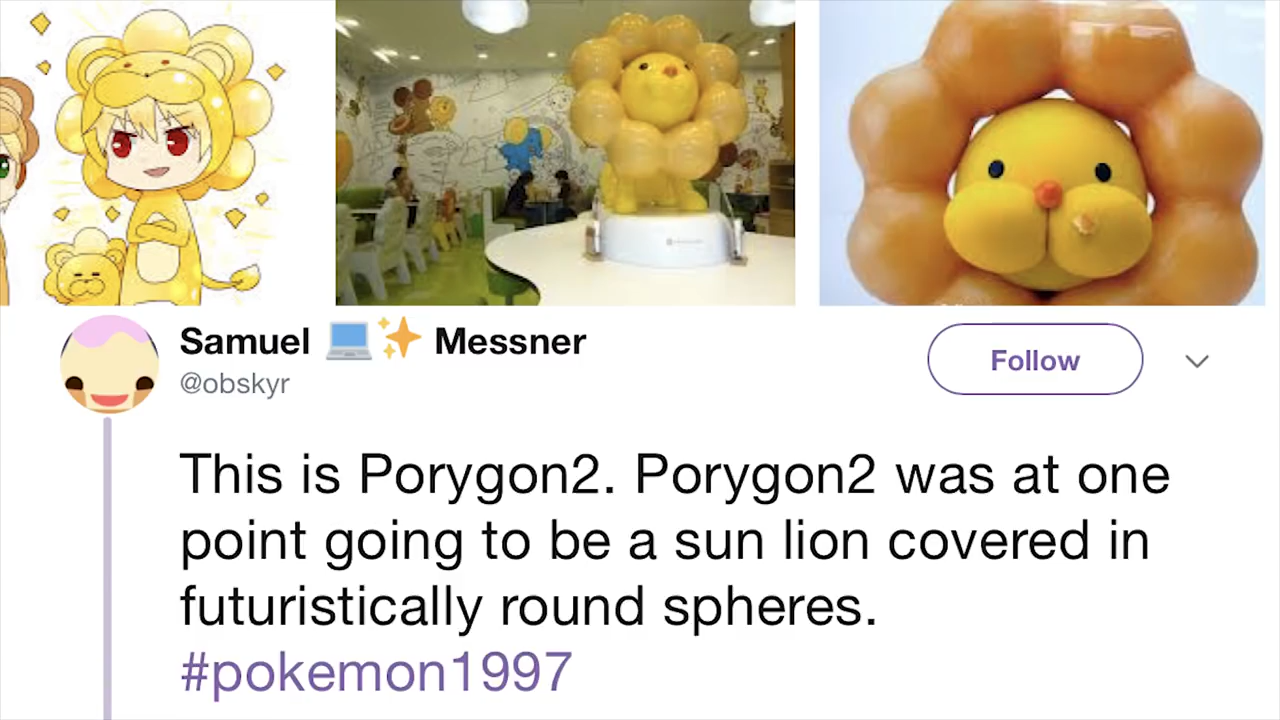 Samuel 💻✨ Messner
@obskyr
Follow
This is Porygon2. Porygon2 was at one
point going to be a sun lion covered in
futuristically round spheres.
#pokemon1997